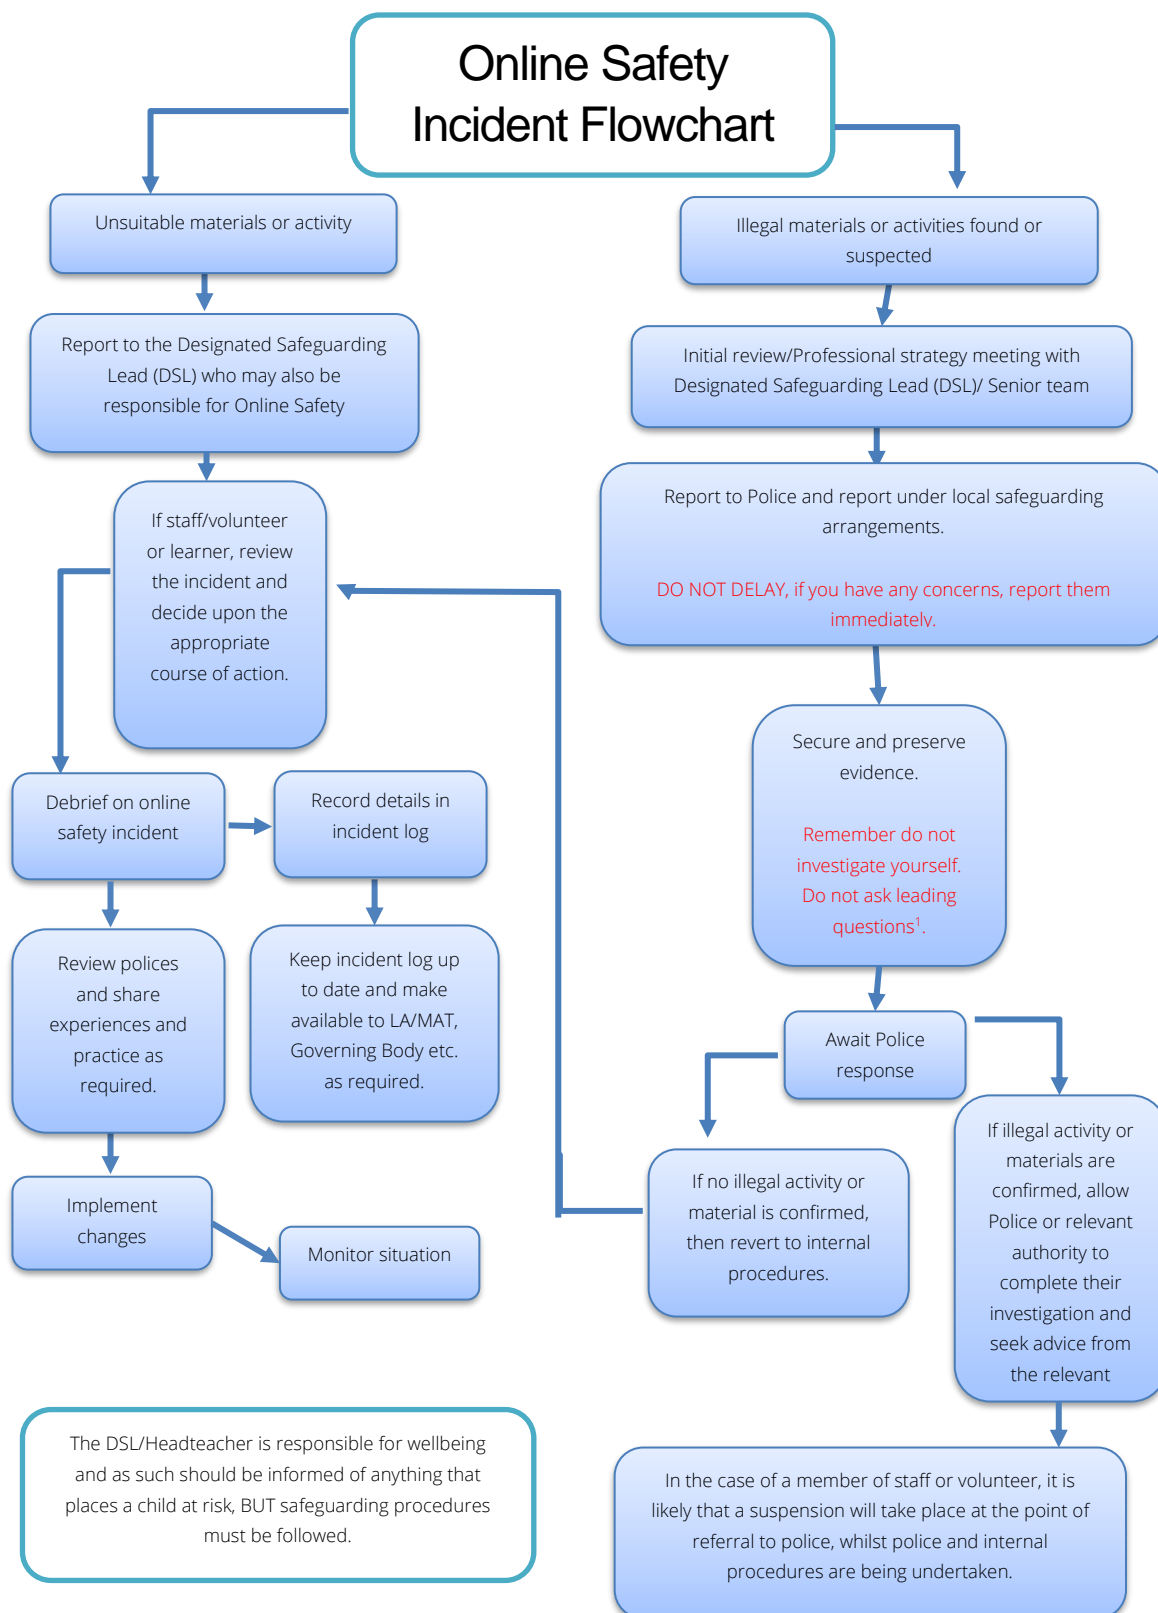 Online Safety
Incident Flowchart
Unsuitable materials or activity
Report to the Designated Safeguarding
Lead (DSL) who may also be
responsible for Online Safety
If staff/volunteer
or learner, review
the incident and
decide upon the
appropriate
course of action.
Debrief on online
safety incident
Record details in
incident log
Review polices
and share
experiences and
practice as
required.
Keep incident log up
to date and make
available to LA/MAT,
Governing Body etc.
as required.
Implement
changes
Monitor situation
Illegal materials or activities found or
suspected
Initial review/Professional strategy meeting with
Designated Safeguarding Lead (DSL)/ Senior team
Report to Police and report under local safeguarding
arrangements.
DO NOT DELAY, if you have any concerns, report them
immediately.
Secure and preserve
evidence.
Remember do not
investigate yourself.
Do not ask leading
questions¹.
Await Police
response
If no illegal activity or
material is confirmed,
then revert to internal
procedures.
If illegal activity or
materials are
confirmed, allow
Police or relevant
authority to
complete their
investigation and
seek advice from
the relevant
In the case of a member of staff or volunteer, it is
likely that a suspension will take place at the point of
referral to police, whilst police and internal
procedures are being undertaken.
The DSL/Headteacher is responsible for wellbeing
and as such should be informed of anything that
places a child at risk, BUT safeguarding procedures
must be followed.